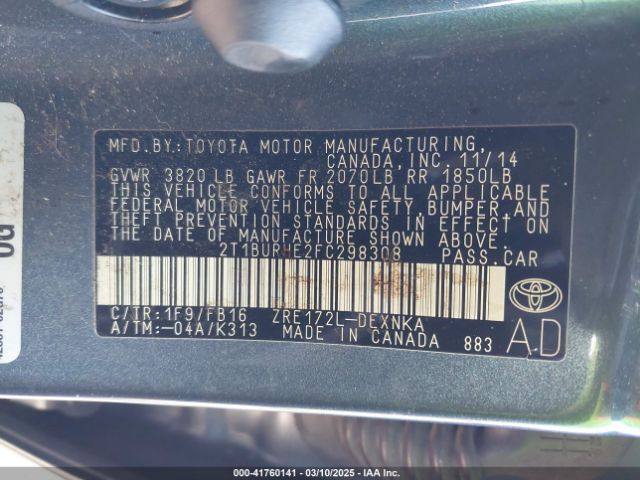 MFD.BY:TOYOTA MOTOR MANUFACTURING,
CANADA, INC. 11/14
GVWR 3820 LB GAWR FR 2070LB RR 1850LB
THIS VEHICLE CONFORMS TO ALL APPLICABLE
FEDERAL MOTOR VEHICLE SAFETY, BUMPER AND
THEFT PREVENTION STANDARDS IN EFFECT ON
THE DATE OF MANUFACTURE SHOWN ABOVE.
PASS.CAR
C/TR:1F9/FB16 ZRE172L-DEXNKA
A/TM:-04A/K313 MADE IN CANADA 883
AD
OG
000-41760141 - 03/10/2025 - IAA Inc.